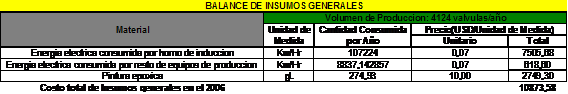 BALANCE DE INSUMOS GENERALES
Volumen de Produccion: 4124 valvulas/año
Material Unidad de Medida Cantidad Consumida por Año Precio(USD/Unidad de Medida)
Unitario Total
Energia electrica consumida por horno de induccion Kw/Hr 107224 0,07 7505,68
Energia electrica consumida por resto de equipos de produccion Kw/Hr 8837,142857 0,07 618,60
Pintura epoxica gL 274,93 10,00 2749,30
Costo total de insumos generales en el 2006 10873,58